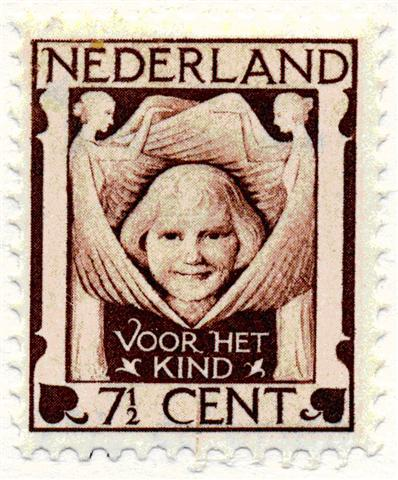 NEDERLAND
VOOR HET
KIND
7½ CENT